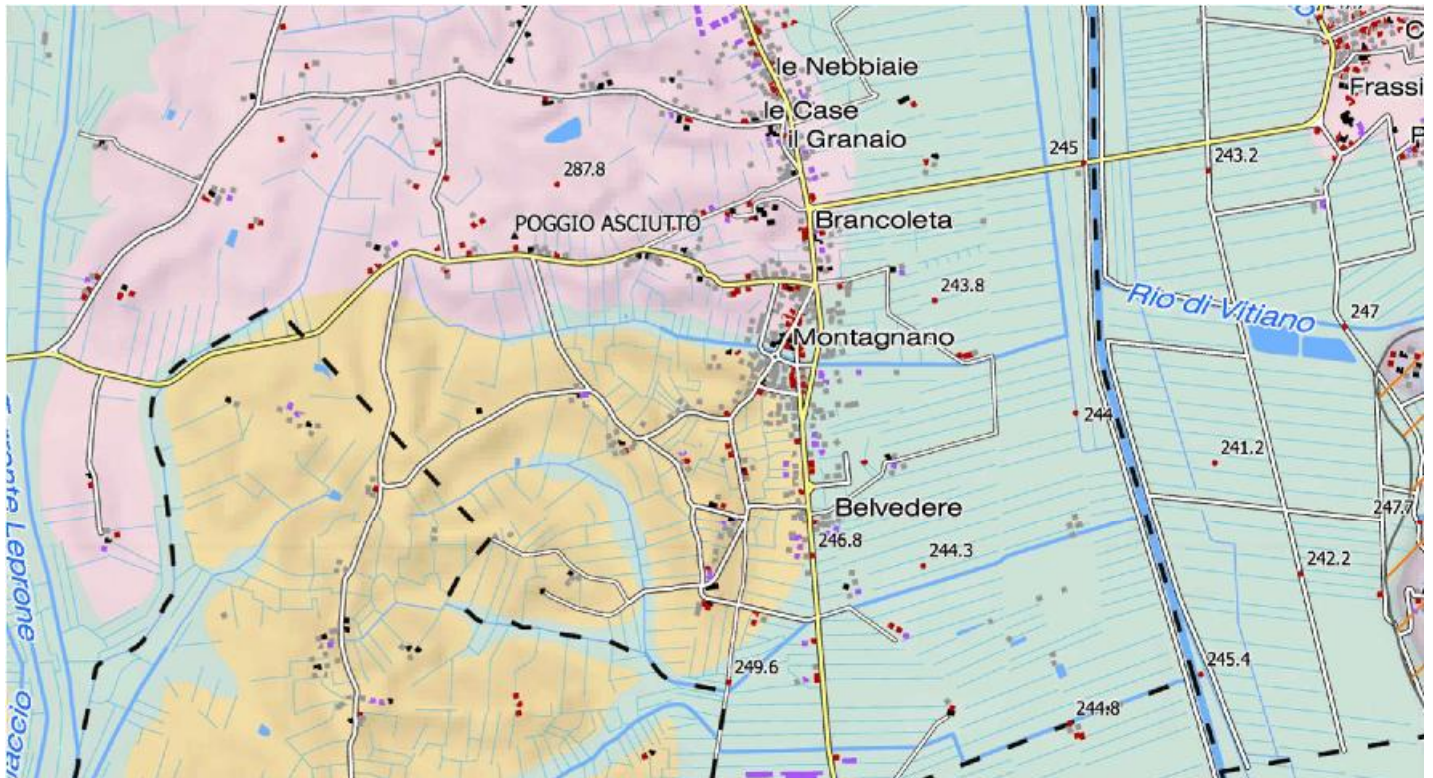 le Nebbiaie
Frassi
le Case
il Granaio
245
243.2
287.8
POGGIO ASCIUTTO
Brancoleta
243.8
Rio di Vitiano
247
Montagnano
244
241.2
247.7
Belvedere
246.8
244.3
242.2
249.6
245.4
244.8